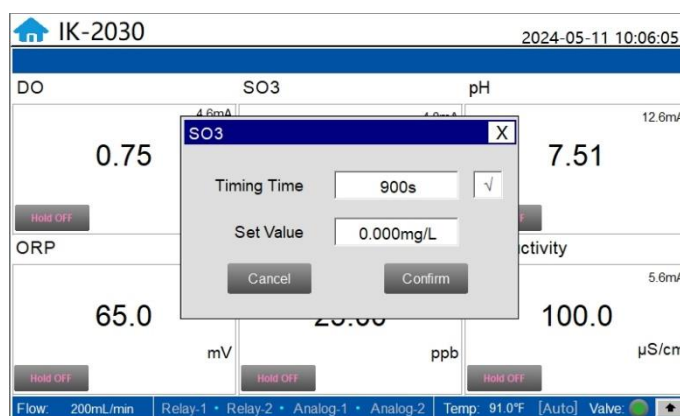 IK-2030
2024-05-11 10:06:05
DO
SO3
pH
4.6mA
12.6mA
0.75
7.51
Hold OFF
SO3
X
Timing Time
900s
√
Set Value
0.000mg/L
Cancel
Confirm
ORP
ctivity
5.6mA
65.0
100.0
mV
ppb
µS/cm
Hold OFF
Hold OFF
Hold OFF
Flow: 200mL/min
Relay-1 • Relay-2 • Analog-1 • Analog-2
Temp: 91.0°F
[Auto]
Valve: